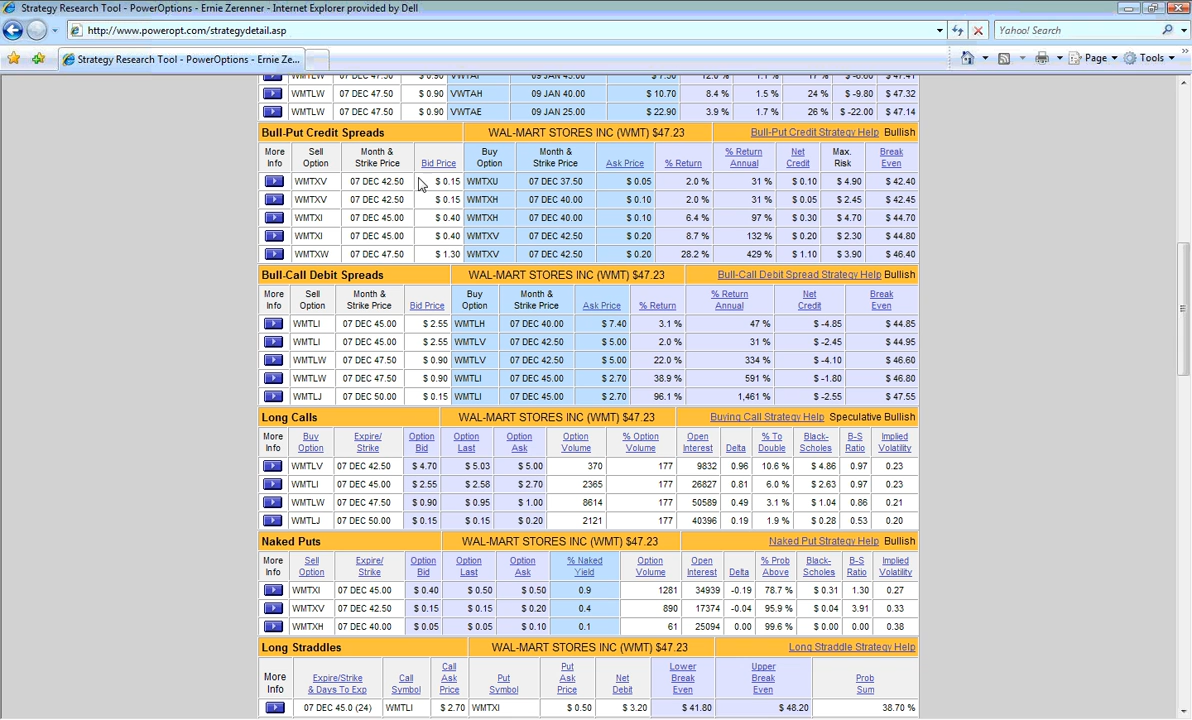 Strategy Research Tool - PowerOptions - Ernie Zerenner - Internet Explorer provided by Dell
http://www.poweropt.com/strategydetail.asp
Yahoo! Search
Strategy Research Tool - PowerOptions - Ernie Ze...
Page Tools
WMTLW 07 DEC 47.50 $ 0.90 VWTAH 09 JAN 40.00 $ 10.70 8.4 % 1.5 % 24 % $ -9.80 $ 47.32
WMTLW 07 DEC 47.50 $ 0.90 VWTAE 09 JAN 25.00 $ 22.90 3.9 % 1.7 % 26 % $ -22.00 $ 47.14
Bull-Put Credit Spreads WAL-MART STORES INC (WMT) $47.23 Bull-Put Credit Strategy Help Bullish
More Info Sell Option Month & Strike Price Bid Price Buy Option Month & Strike Price Ask Price % Return % Return Annual Net Credit Max. Risk Break Even
WMTXV 07 DEC 42.50 $ 0.15 WMTXU 07 DEC 37.50 $ 0.05 2.0 % 31 % $ 0.10 $ 4.90 $ 42.40
WMTXV 07 DEC 42.50 $ 0.15 WMTXH 07 DEC 40.00 $ 0.10 2.0 % 31 % $ 0.05 $ 2.45 $ 42.45
WMTXI 07 DEC 45.00 $ 0.40 WMTXH 07 DEC 40.00 $ 0.10 6.4 % 97 % $ 0.30 $ 4.70 $ 44.70
WMTXI 07 DEC 45.00 $ 0.40 WMTXV 07 DEC 42.50 $ 0.20 8.7 % 132 % $ 0.20 $ 2.30 $ 44.80
WMTXW 07 DEC 47.50 $ 1.30 WMTXV 07 DEC 42.50 $ 0.20 28.2 % 429 % $ 1.10 $ 3.90 $ 46.40
Bull-Call Debit Spreads WAL-MART STORES INC (WMT) $47.23 Bull-Call Debit Spread Strategy Help Bullish
More Info Sell Option Month & Strike Price Bid Price Buy Option Month & Strike Price Ask Price % Return % Return Annual Net Credit Break Even
WMTLI 07 DEC 45.00 $ 2.55 WMTLH 07 DEC 40.00 $ 7.40 3.1 % 47 % $ -4.85 $ 44.85
WMTLI 07 DEC 45.00 $ 2.55 WMTLV 07 DEC 42.50 $ 5.00 2.0 % 31 % $ -2.45 $ 44.95
WMTLW 07 DEC 47.50 $ 0.90 WMTLV 07 DEC 42.50 $ 5.00 22.0 % 334 % $ -4.10 $ 46.60
WMTLW 07 DEC 47.50 $ 0.90 WMTLI 07 DEC 45.00 $ 2.70 38.9 % 591 % $ -1.80 $ 46.80
WMTLJ 07 DEC 50.00 $ 0.15 WMTLI 07 DEC 45.00 $ 2.70 96.1 % 1,461 % $ -2.55 $ 47.55
Long Calls WAL-MART STORES INC (WMT) $47.23 Buying Call Strategy Help Speculative Bullish
More Info Buy Option Expire/ Strike Option Bid Option Last Option Ask Option Volume % Option Volume Open Interest Delta % To Double Black- Scholes B-S Ratio Implied Volatility
WMTLV 07 DEC 42.50 $ 4.70 $ 5.03 $ 5.00 370 177 9832 0.96 10.6 % $ 4.86 0.97 0.23
WMTLI 07 DEC 45.00 $ 2.55 $ 2.58 $ 2.70 2365 177 26827 0.81 6.0 % $ 2.63 0.97 0.23
WMTLW 07 DEC 47.50 $ 0.90 $ 0.95 $ 1.00 8614 177 50589 0.49 3.1 % $ 1.04 0.86 0.21
WMTLJ 07 DEC 50.00 $ 0.15 $ 0.15 $ 0.20 2121 177 40396 0.19 1.9 % $ 0.28 0.53 0.20
Naked Puts WAL-MART STORES INC (WMT) $47.23 Naked Put Strategy Help Bullish
More Info Sell Option Expire/ Strike Option Bid Option Last Option Ask % Naked Yield Option Volume Open Interest Delta % Prob Above Black- Scholes B-S Ratio Implied Volatility
WMTXI 07 DEC 45.00 $ 0.40 $ 0.50 $ 0.50 0.9 1281 34939 -0.19 78.7 % $ 0.31 1.30 0.27
WMTXV 07 DEC 42.50 $ 0.15 $ 0.15 $ 0.20 0.4 890 17374 -0.04 95.9 % $ 0.04 3.91 0.33
WMTXH 07 DEC 40.00 $ 0.05 $ 0.05 $ 0.10 0.1 61 25094 0.00 99.6 % $ 0.00 0.00 0.38
Long Straddles WAL-MART STORES INC (WMT) $47.23 Long Straddle Strategy Help
More Info Expire/Strike & Days To Exp Call Symbol Call Ask Price Put Symbol Put Ask Price Net Debit Lower Break Even Upper Break Even Prob Sum
07 DEC 45.0 (24) WMTLI $ 2.70 WMTXI $ 0.50 $ 3.20 $ 41.80 $ 48.20 38.70 %